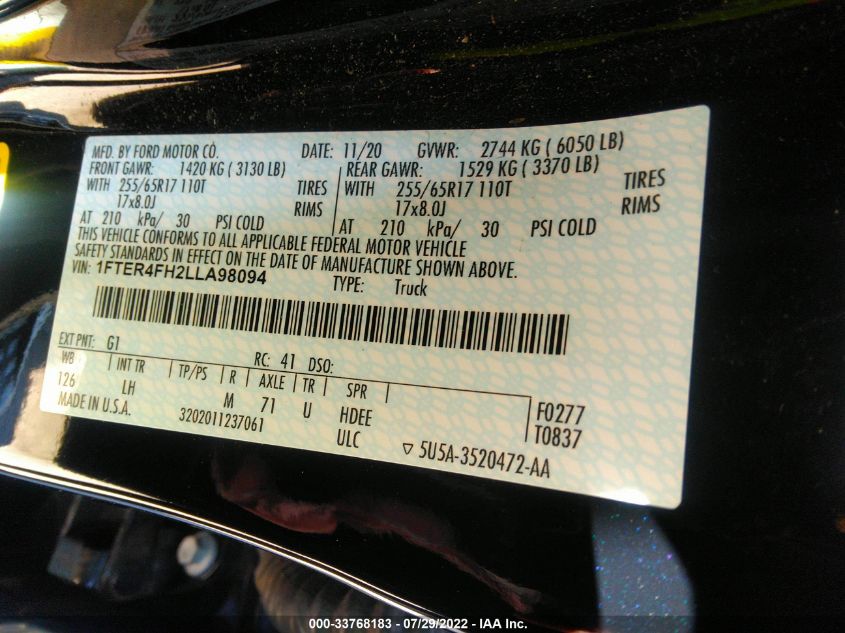 MFD. BY FORD MOTOR CO. DATE: 11/20 GVWR: 2744 KG ( 6050 LB)
FRONT GAWR: 1420 KG ( 3130 LB) REAR GAWR: 1529 KG ( 3370 LB)
WITH 255/65R17 110T TIRES WITH 255/65R17 110T TIRES
17x8.0J RIMS 17x8.0J RIMS
AT 210 kPa/ 30 PSI COLD AT 210 kPa/ 30 PSI COLD
THIS VEHICLE CONFORMS TO ALL APPLICABLE FEDERAL MOTOR VEHICLE
SAFETY STANDARDS IN EFFECT ON THE DATE OF MANUFACTURE SHOWN ABOVE.
VIN: 1FTER4FH2LLA98094 TYPE: Truck
EXT PNT: G1 RC: 41 DSO:
WB INT TR TP/PS R AXLE TR SPR
126 LH M 71 U HDEE F0277
MADE IN U.S.A. 3202011237061 ULC T0837
▽ 5U5A-3520472-AA
000-33768183 - 07/29/2022 - IAA Inc.